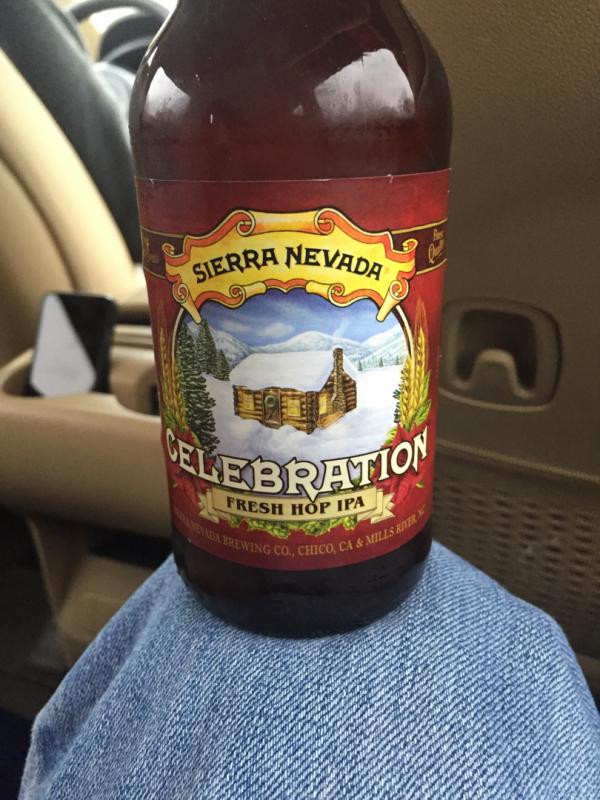 SIERRA NEVADA
CELEBRATION
FRESH HOP IPA
NEVADA BREWING CO., CHICO, CA & MILLS RIVER, NC